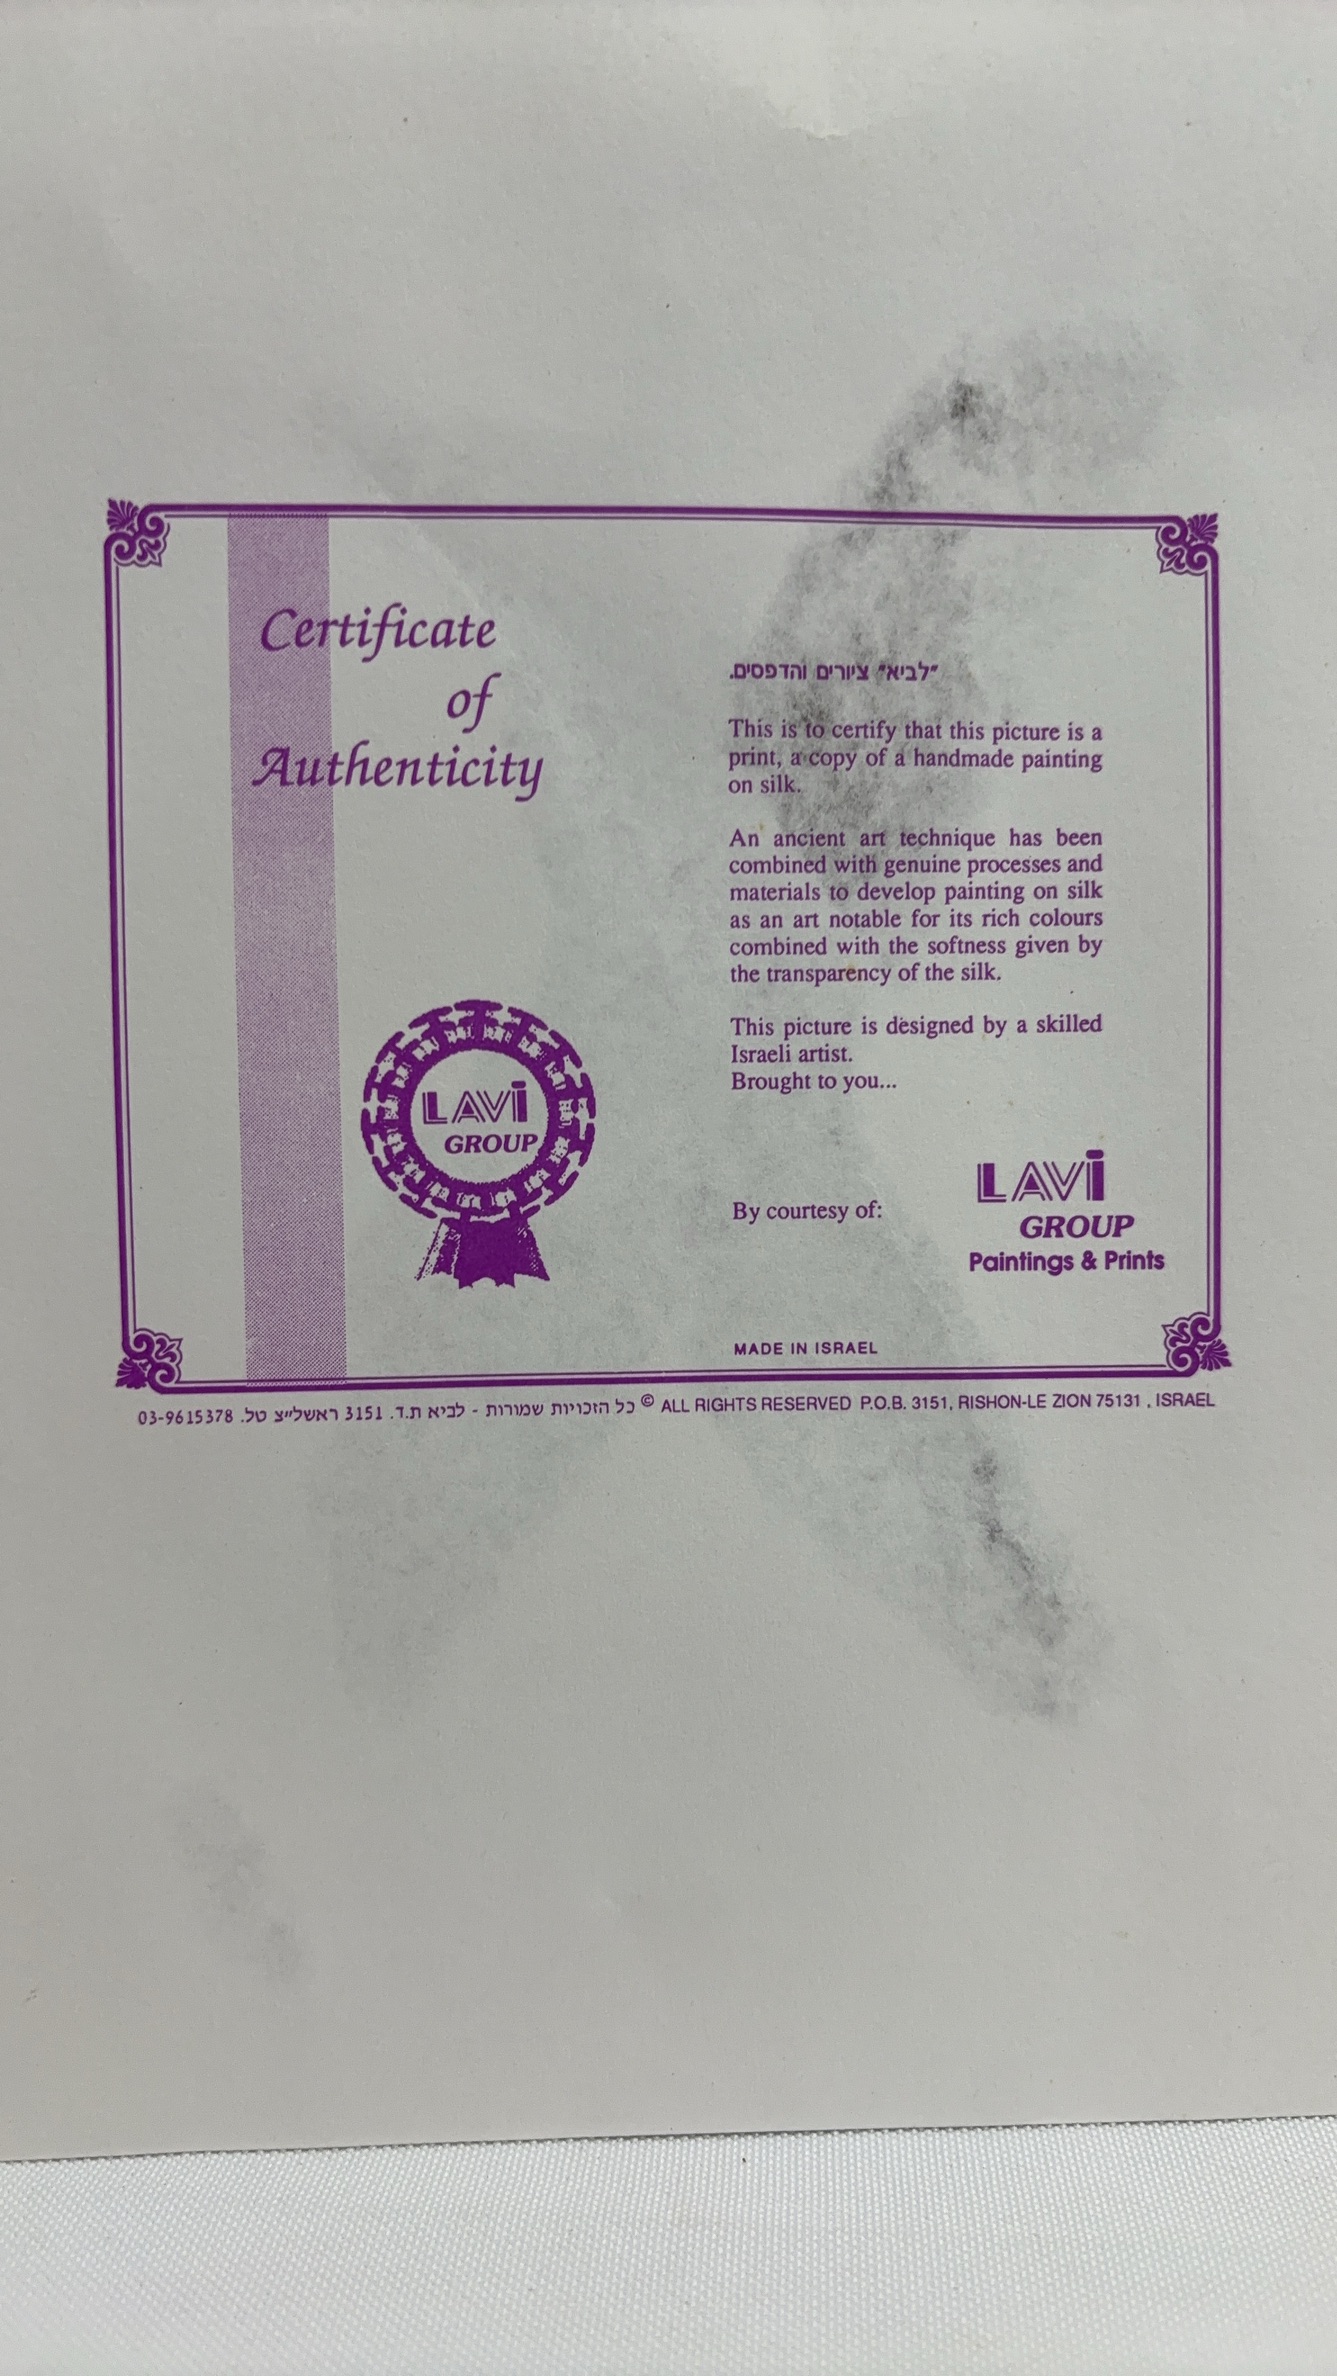 Certificate
of
Authenticity
LAVI
GROUP
"לביא" ציורים והדפסים.
This is to certify that this picture is a
print, a copy of a handmade painting
on silk.
An ancient art technique has been
combined with genuine processes and
materials to develop painting on silk
as an art notable for its rich colours
combined with the softness given by
the transparency of the silk.
This picture is designed by a skilled
Israeli artist.
Brought to you...
By courtesy of:
LAVI
GROUP
Paintings & Prints
MADE IN ISRAEL
כל הזכויות שמורות - לביא ת.ד. 3151 ראשל"צ טל. 03-9615378 © ALL RIGHTS RESERVED P.O.B. 3151, RISHON-LE ZION 75131 , ISRAEL